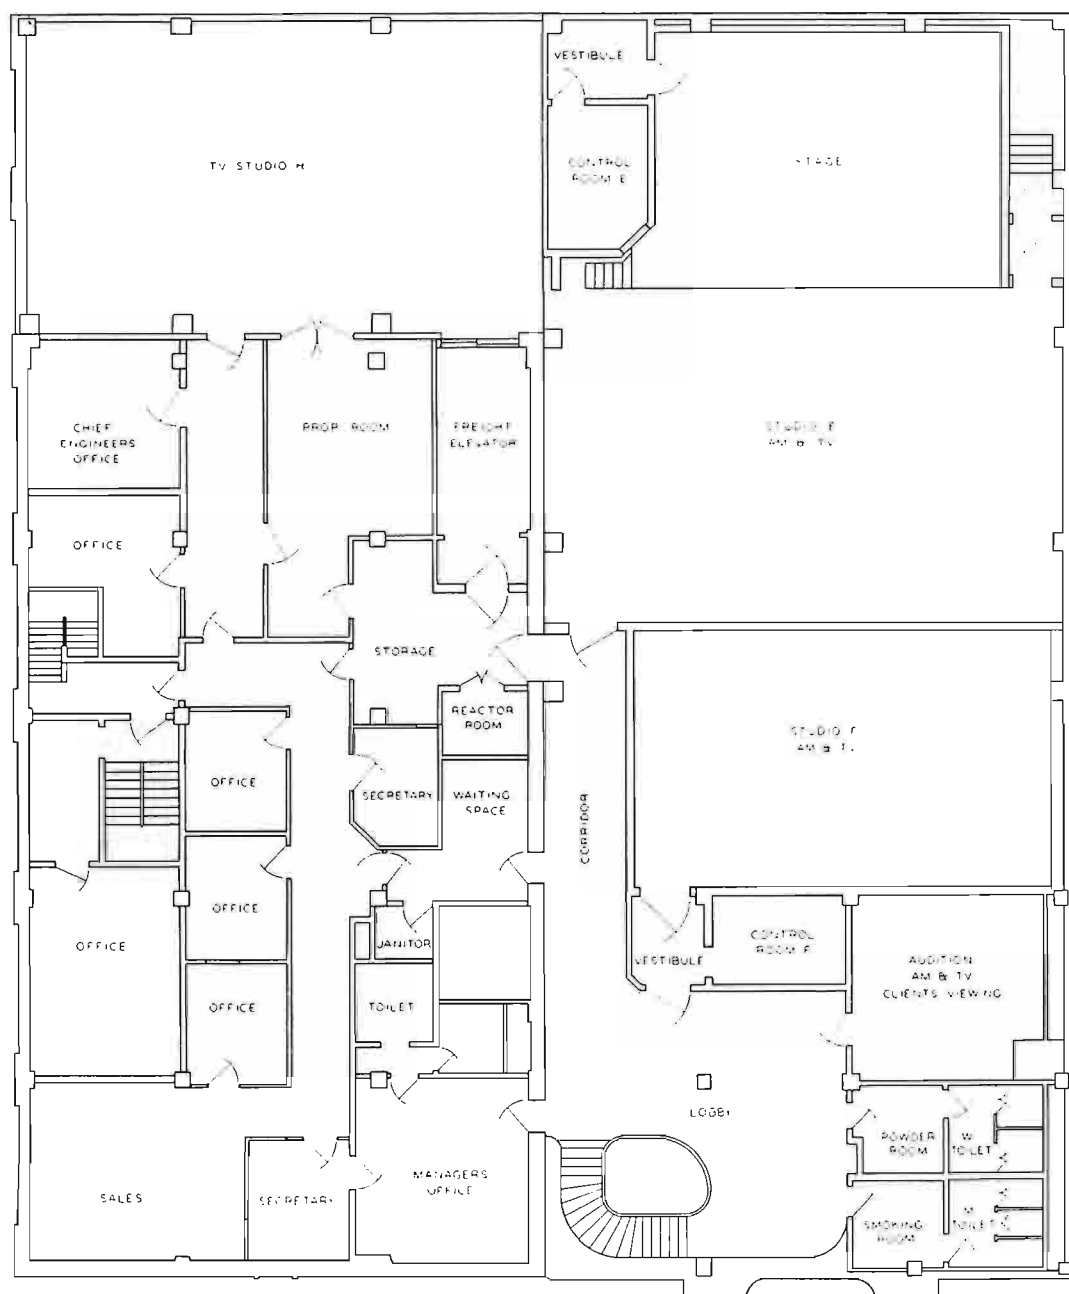 VESTIBULE
TV STUDIO H
CONTROL
ROOM E
STAGE
CHIEF
ENGINEERS
OFFICE
PROP. ROOM
FREIGHT
ELEVATOR
STUDIO E
AM & TV
OFFICE
STORAGE
REACTOR
ROOM
STUDIO F
AM & TV
OFFICE
SECRETARY
WAITING
SPACE
CORRIDOR
OFFICE
OFFICE
JANITOR
VESTIBULE
CONTROL
ROOM F
AUDITION
AM & TV
CLIENTS VIEWING
OFFICE
TOILET
LOBBY
POWDER
ROOM
W
TOILET
SALES
SECRETARY
MANAGERS
OFFICE
SMOKING
ROOM
M
TOILET